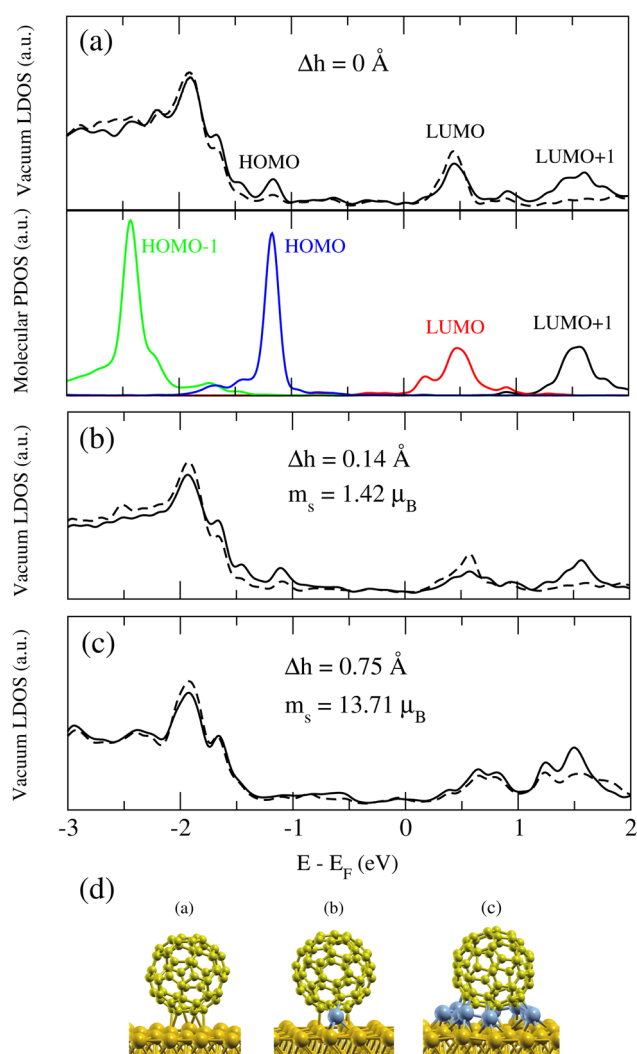 (a)
Δh = 0 Å
Vacuum LDOS (a.u.)
HOMO
LUMO
LUMO+1
Molecular PDOS (a.u.)
HOMO-1
HOMO
LUMO
LUMO+1
(b)
Δh = 0.14 Å
m_s = 1.42 μ_B
Vacuum LDOS (a.u.)
(c)
Δh = 0.75 Å
m_s = 13.71 μ_B
Vacuum LDOS (a.u.)
-3 -2 -1 0 1 2
E - E_F (eV)
(d)
(a) (b) (c)